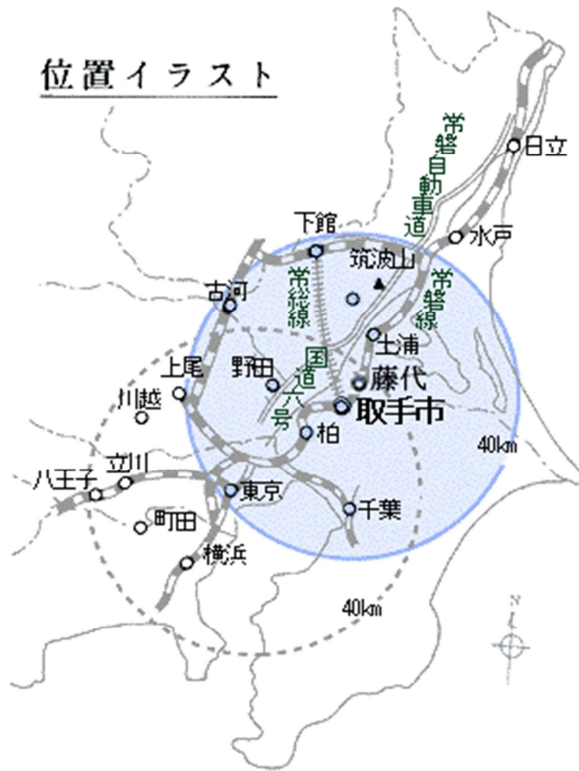 位置イラスト
常磐自動車道
日立
水戸
下館
筑波山
常総線
常磐線
古河
土浦
国道六号
野田
藤代
上尾
取手市
川越
柏
40km
立川
八王子
東京
千葉
町田
横浜
40km
N